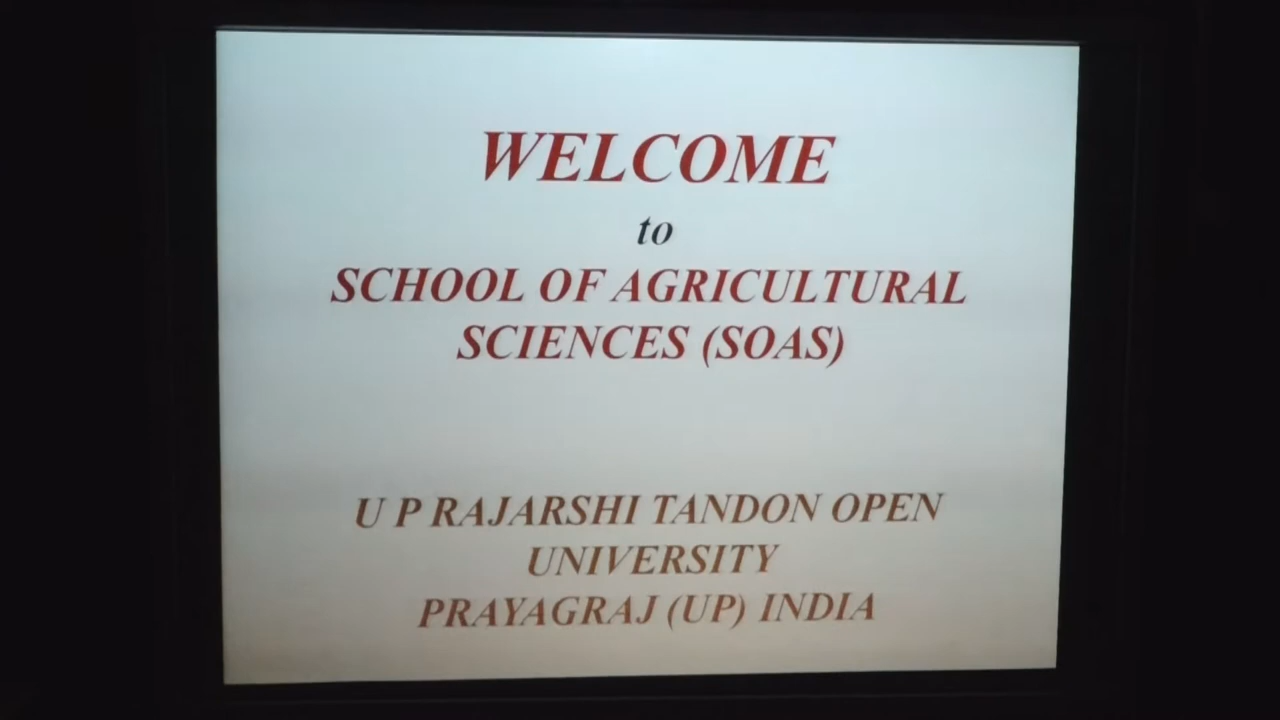 WELCOME
to
SCHOOL OF AGRICULTURAL
SCIENCES (SOAS)
U P RAJARSHI TANDON OPEN
UNIVERSITY
PRAYAGRAJ (UP) INDIA